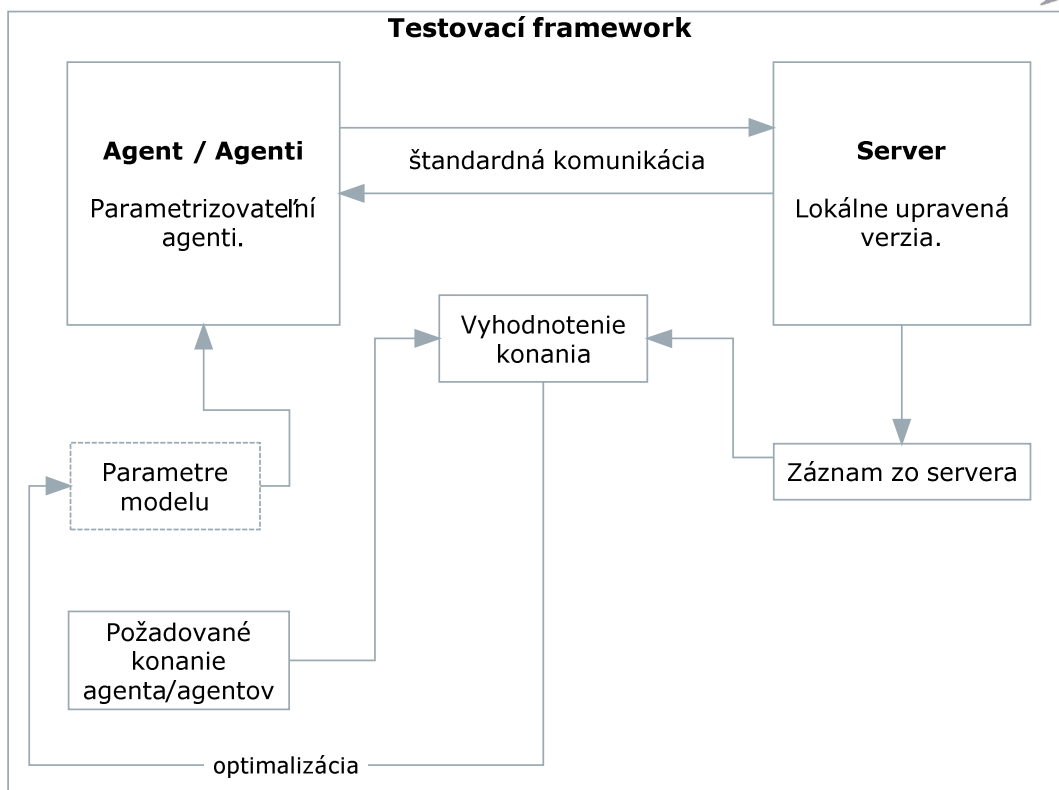 Testovací framework
Agent / Agenti
Parametrizovateľní
agenti.
štandardná komunikácia
Server
Lokálne upravená
verzia.
Vyhodnotenie
konania
Parametre
modelu
Záznam zo servera
Požadované
konanie
agenta/agentov
optimalizácia